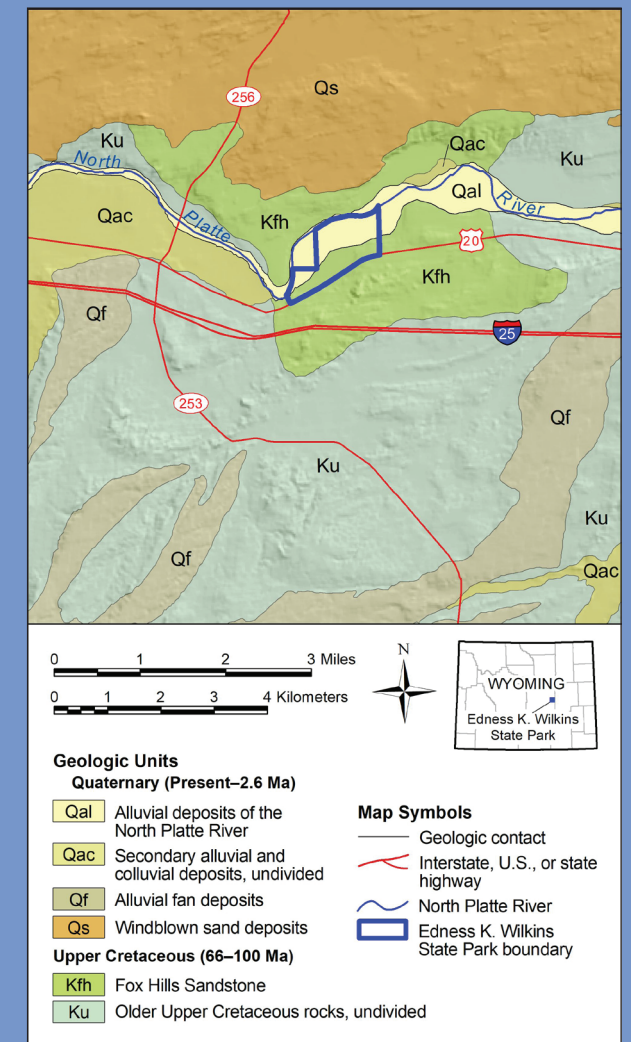 256
Qs
Ku
North
Qac
Ku
Qac
Qal
River
Platte
Kfh
20
Kfh
Qf
25
253
Qf
Ku
Ku
Qf
Qac
0 1 2 3 Miles
0 1 2 3 4 Kilometers
N
WYOMING
Edness K. Wilkins
State Park
Geologic Units
Quaternary (Present–2.6 Ma)
Qal Alluvial deposits of the
North Platte River
Qac Secondary alluvial and
colluvial deposits, undivided
Qf Alluvial fan deposits
Qs Windblown sand deposits
Upper Cretaceous (66–100 Ma)
Kfh Fox Hills Sandstone
Ku Older Upper Cretaceous rocks, undivided
Map Symbols
Geologic contact
Interstate, U.S., or state
highway
North Platte River
Edness K. Wilkins
State Park boundary